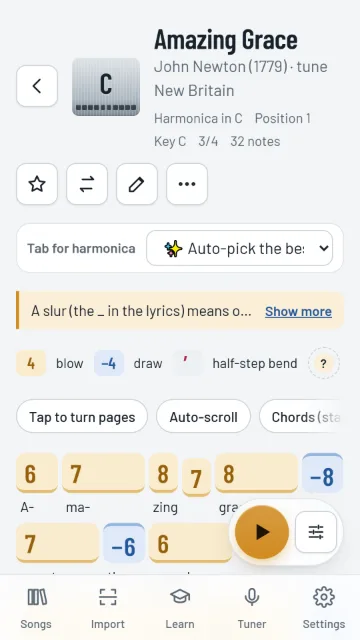 Amazing Grace
John Newton (1779) · tune
New Britain
C
Harmonica in C Position 1
Key C 3/4 32 notes
Tab for harmonica
✨ Auto-pick the be
A slur (the _ in the lyrics) means o... Show more
4 blow -4 draw ′ half-step bend ?
Tap to turn pages Auto-scroll Chords (sta
6 7 8 7 8 -8
A- ma- zing gra
7 -6 6
Songs Import Learn Tuner Settings